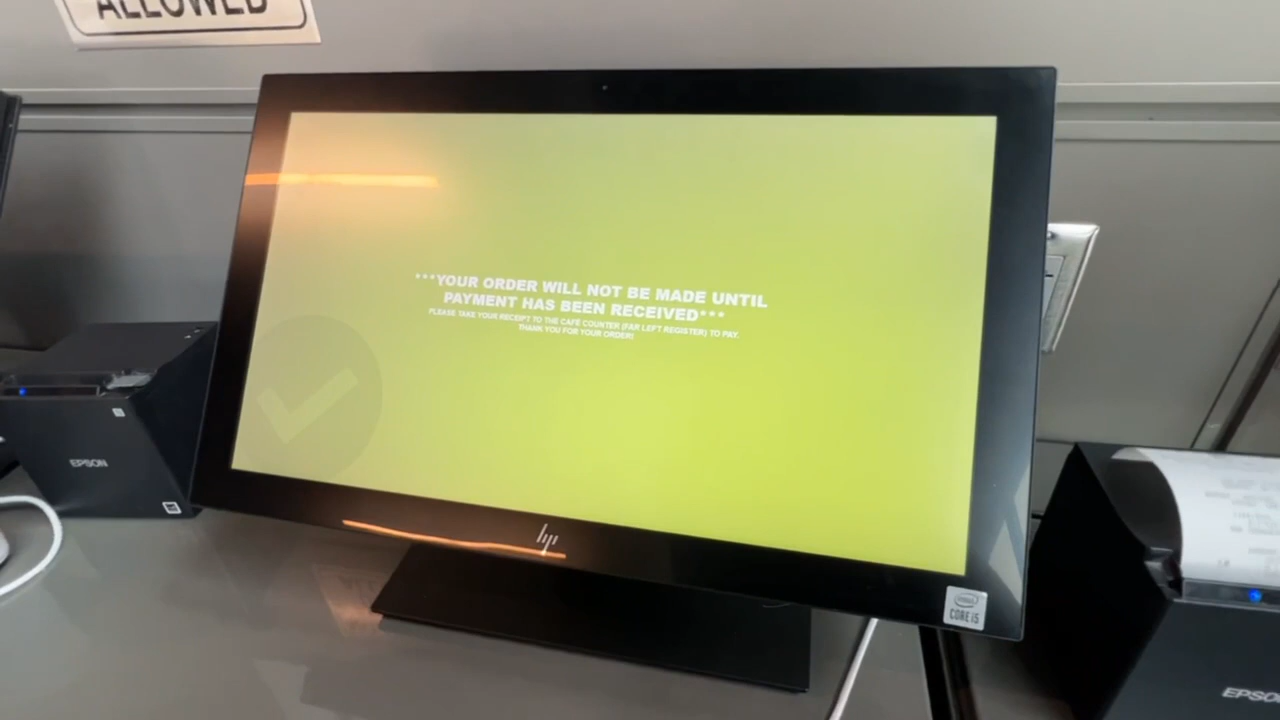 ALLOWED
***YOUR ORDER WILL NOT BE MADE UNTIL
PAYMENT HAS BEEN RECEIVED***
PLEASE TAKE YOUR RECEIPT TO THE CAFE COUNTER (FAR LEFT REGISTER) TO PAY.
THANK YOU FOR YOUR ORDER!
EPSON
hp
intel
CORE i5
EPSON